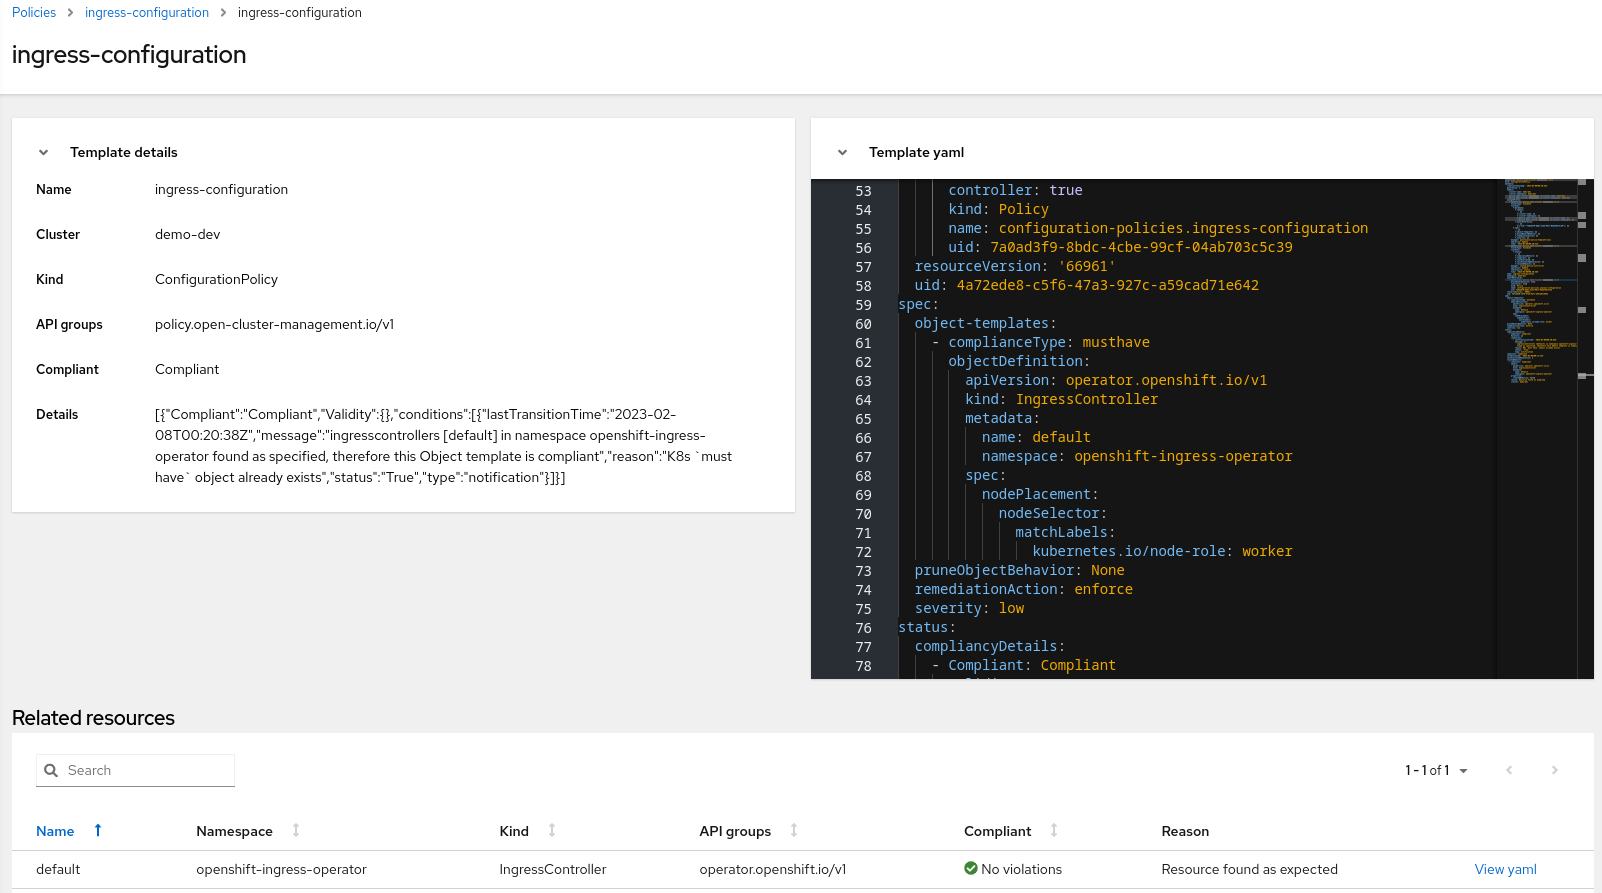 Policies > ingress-configuration > ingress-configuration
ingress-configuration
Template details
Name ingress-configuration
Cluster demo-dev
Kind ConfigurationPolicy
API groups policy.open-cluster-management.io/v1
Compliant Compliant
Details [{"Compliant":"Compliant","Validity":{},"conditions":[{"lastTransitionTime":"2023-02-
08T00:20:38Z","message":"ingresscontrollers [default] in namespace openshift-ingress-
operator found as specified, therefore this Object template is compliant","reason":"K8s `must
have` object already exists","status":"True","type":"notification"}]}]
Template yaml
53 controller: true
54 kind: Policy
55 name: configuration-policies.ingress-configuration
56 uid: 7a0ad3f9-8bdc-4cbe-99cf-04ab703c5c39
57 resourceVersion: '66961'
58 uid: 4a72ede8-c5f6-47a3-927c-a59cad71e642
59 spec:
60 object-templates:
61 - complianceType: musthave
62 objectDefinition:
63 apiVersion: operator.openshift.io/v1
64 kind: IngressController
65 metadata:
66 name: default
67 namespace: openshift-ingress-operator
68 spec:
69 nodePlacement:
70 nodeSelector:
71 matchLabels:
72 kubernetes.io/node-role: worker
73 pruneObjectBehavior: None
74 remediationAction: enforce
75 severity: low
76 status:
77 compliancyDetails:
78 - Compliant: Compliant
Related resources
Search
1 - 1 of 1
Name Namespace Kind API groups Compliant Reason
default openshift-ingress-operator IngressController operator.openshift.io/v1 No violations Resource found as expected View yaml